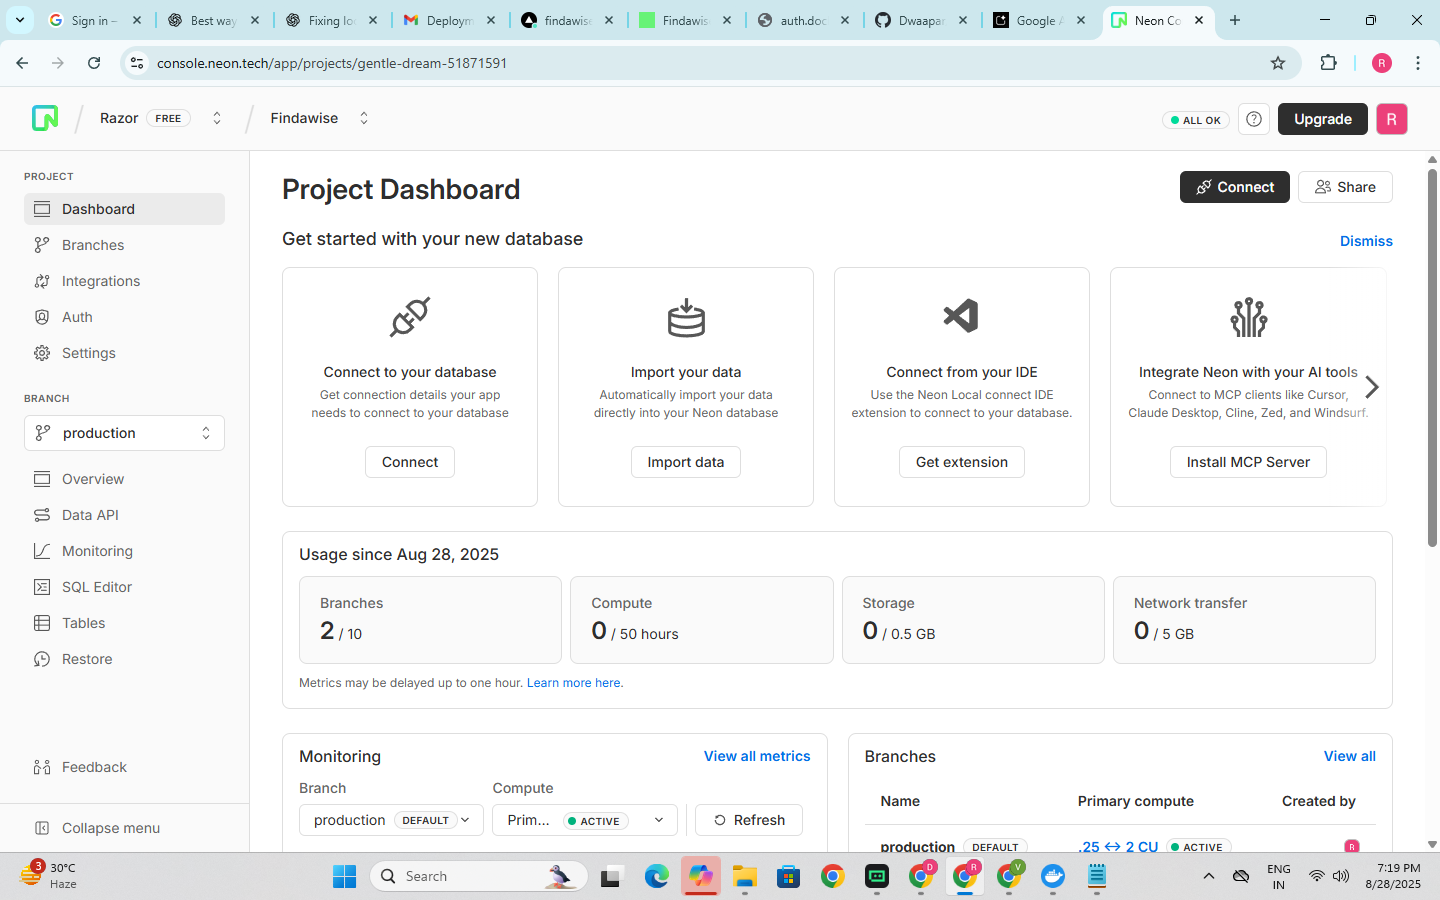 Sign in –
Best way
Fixing lo
Deploym
findawise
Findawis
auth.doc
Dwaapar
Google A
Neon Co
console.neon.tech/app/projects/gentle-dream-51871591
R
Razor FREE
Findawise
ALL OK
Upgrade
R
PROJECT
Dashboard
Branches
Integrations
Auth
Settings
BRANCH
production
Overview
Data API
Monitoring
SQL Editor
Tables
Restore
Feedback
Collapse menu
Project Dashboard
Connect
Share
Get started with your new database
Dismiss
Connect to your database
Get connection details your app
needs to connect to your database
Connect
Import your data
Automatically import your data
directly into your Neon database
Import data
Connect from your IDE
Use the Neon Local connect IDE
extension to connect to your database.
Get extension
Integrate Neon with your AI tools
Connect to MCP clients like Cursor,
Claude Desktop, Cline, Zed, and Windsurf.
Install MCP Server
Usage since Aug 28, 2025
Branches
2 / 10
Compute
0 / 50 hours
Storage
0 / 0.5 GB
Network transfer
0 / 5 GB
Metrics may be delayed up to one hour. Learn more here.
Monitoring
View all metrics
Branch
Compute
production DEFAULT
Prim... ACTIVE
Refresh
Branches
View all
Name
Primary compute
Created by
production DEFAULT
.25 ↔ 2 CU ACTIVE
R
3
30°C
Haze
Search
D
R
V
ENG
IN
7:19 PM
8/28/2025